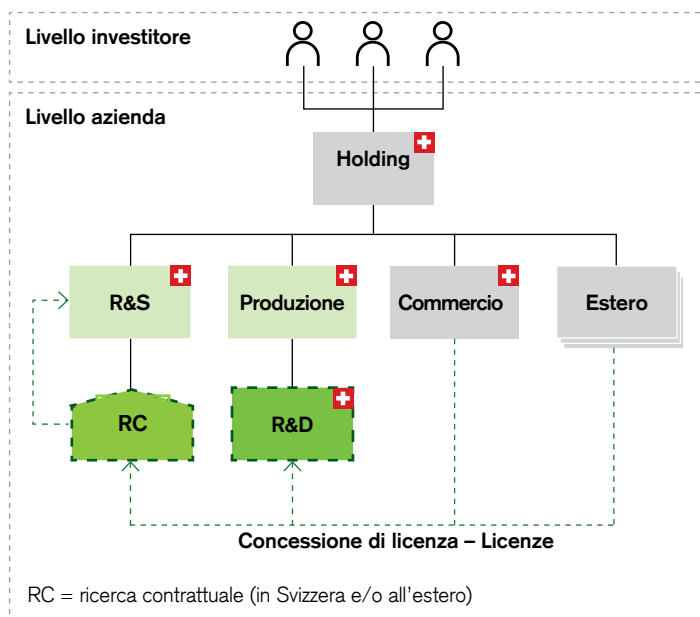 Livello investitore
Livello azienda
Holding
R&S
Produzione
Commercio
Estero
RC
R&D
Concessione di licenza – Licenze
RC = ricerca contrattuale (in Svizzera e/o all'estero)